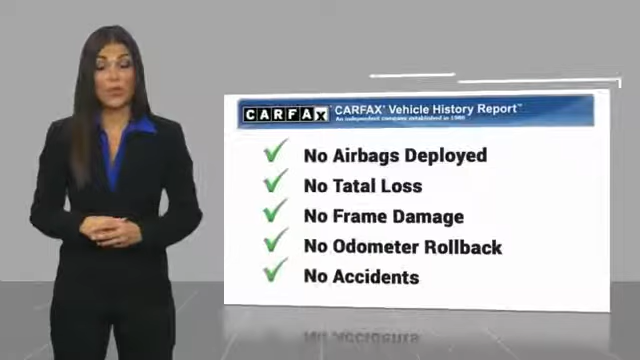 CARFAX CARFAX Vehicle History Report™
An independent company established in 1986
No Airbags Deployed
No Tatal Loss
No Frame Damage
No Odometer Rollback
No Accidents